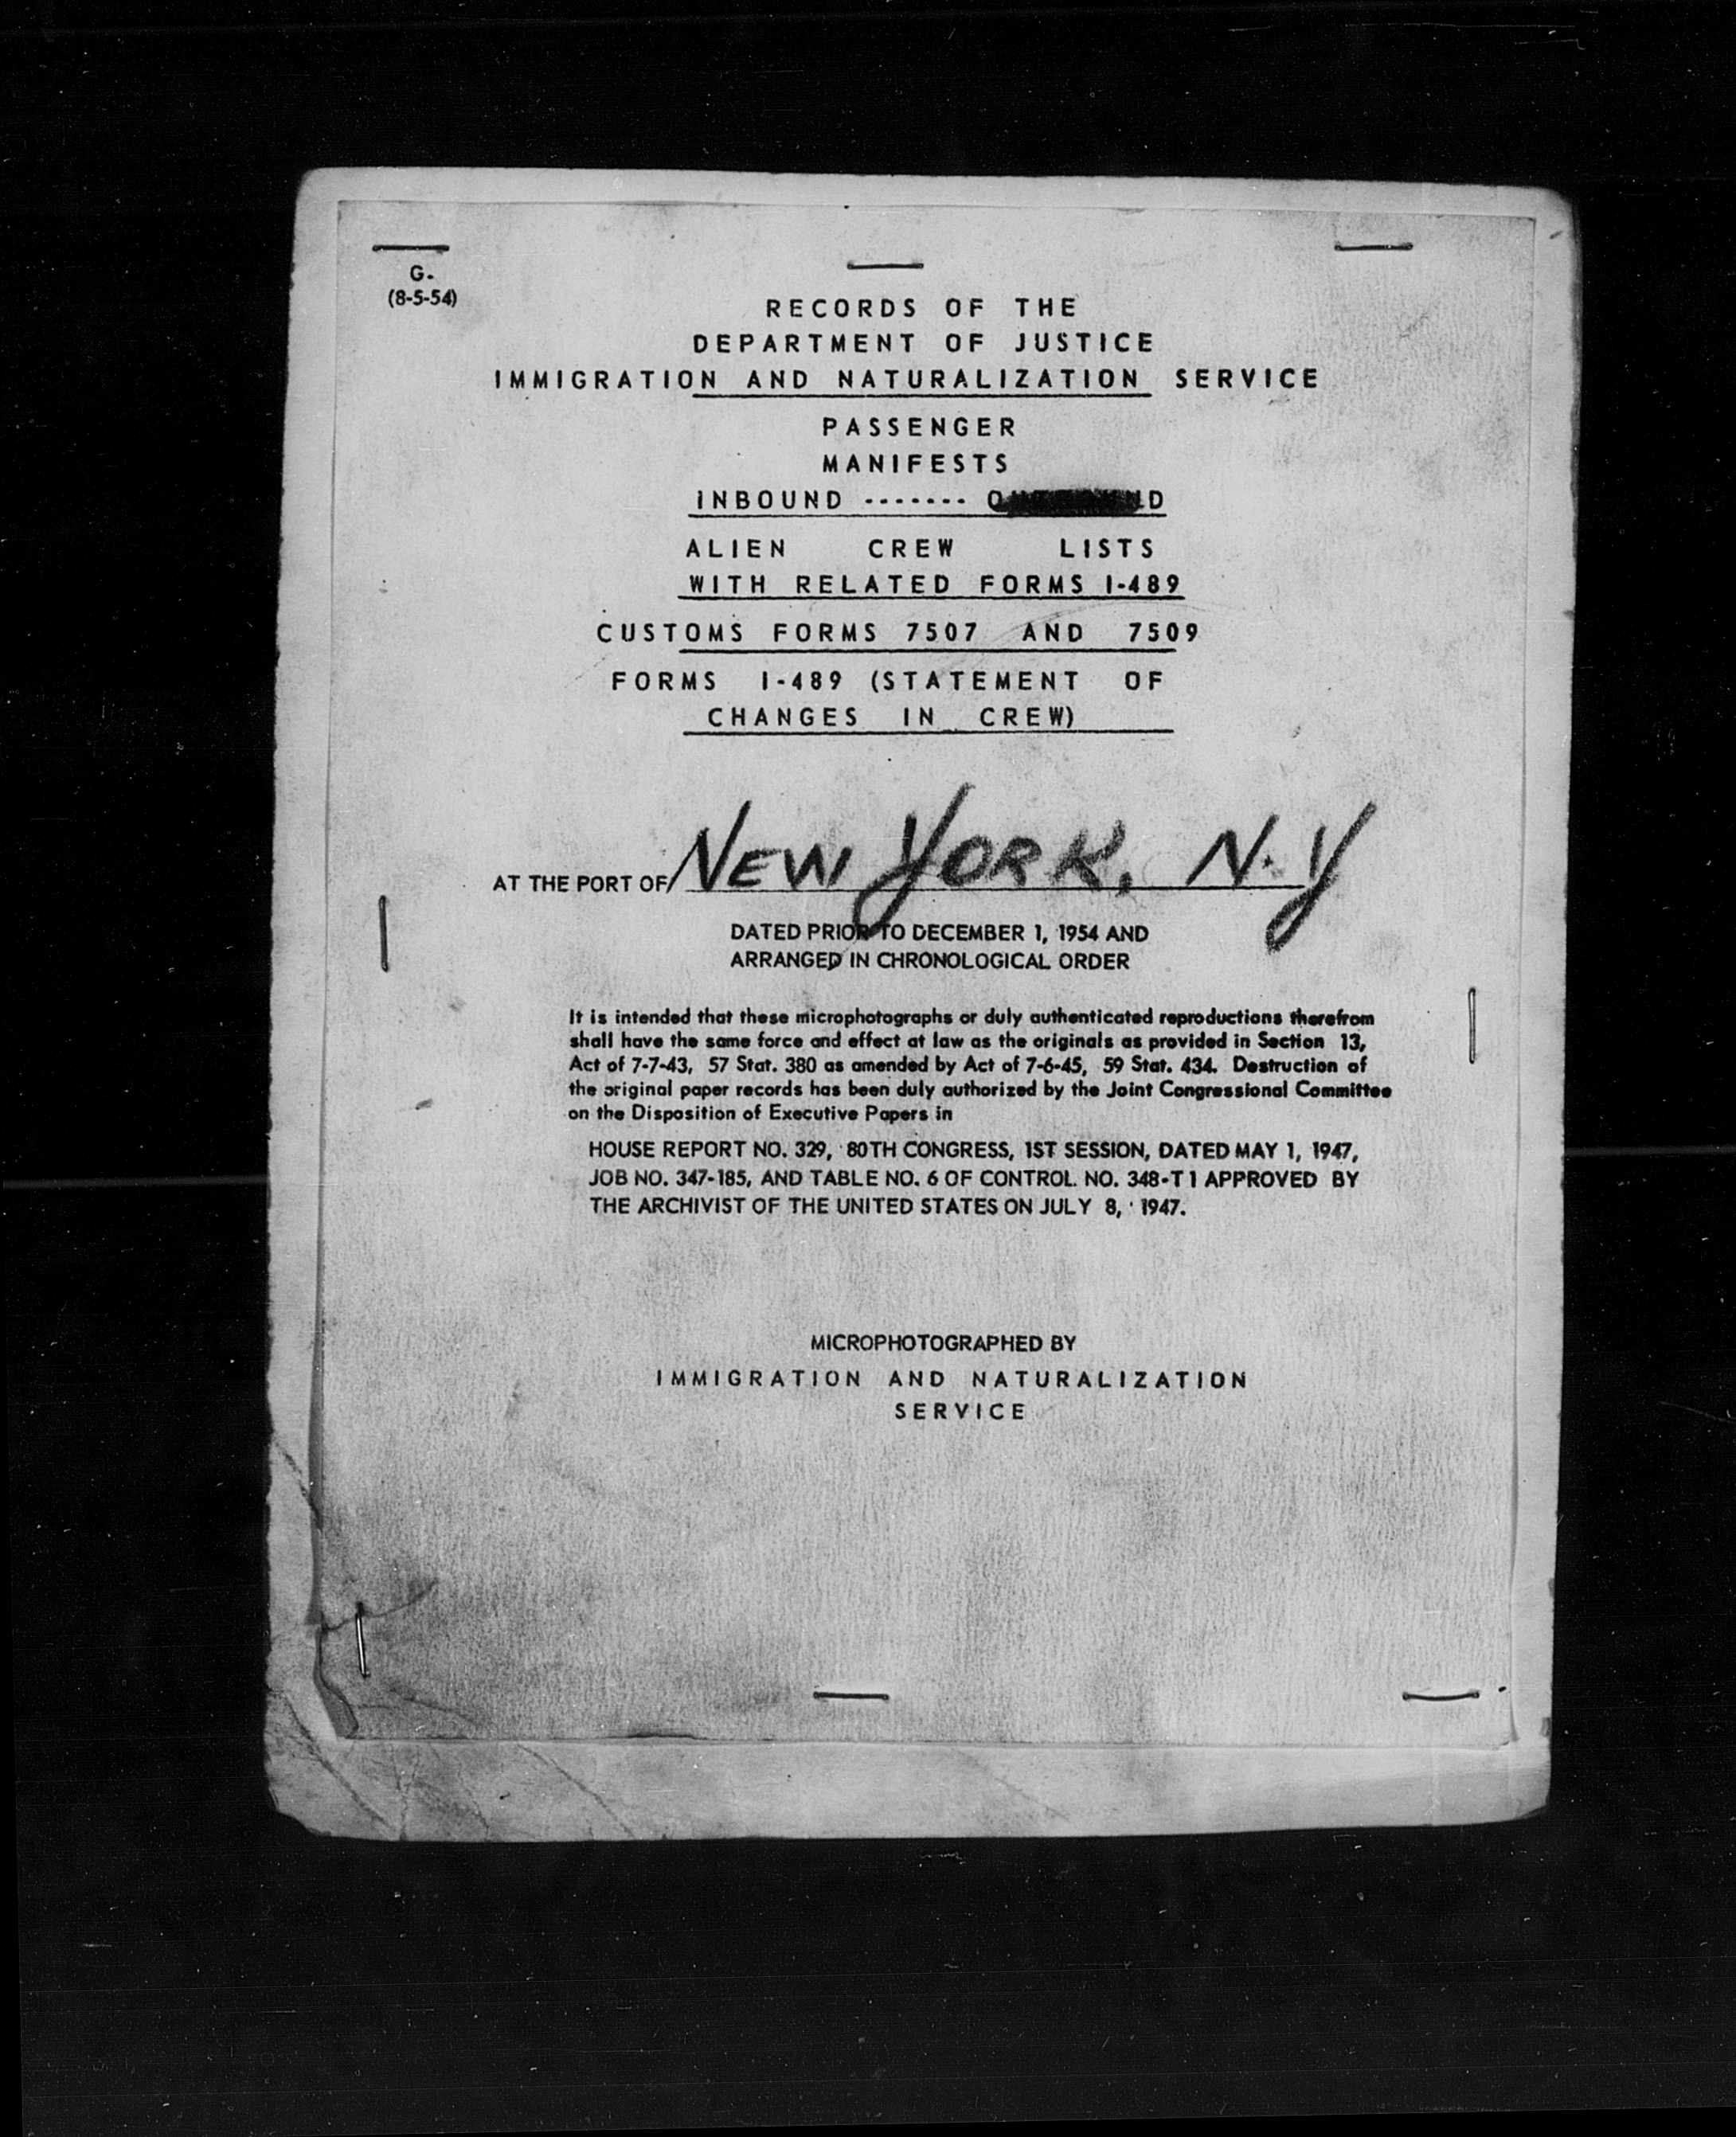 G-
(8-5-54)
RECORDS OF THE
DEPARTMENT OF JUSTICE
IMMIGRATION AND NATURALIZATION SERVICE
PASSENGER
MANIFESTS
INBOUND -------
ALIEN CREW LISTS
WITH RELATED FORMS I-489
CUSTOMS FORMS 7507 AND 7509
FORMS I-489 (STATEMENT OF
CHANGES IN CREW)
AT THE PORT OF NEW YORK, N.Y
DATED PRIOR TO DECEMBER 1, 1954 AND
ARRANGED IN CHRONOLOGICAL ORDER
It is intended that these microphotographs or duly authenticated reproductions therefrom
shall have the same force and effect at law as the originals as provided in Section 13,
Act of 7-7-43, 57 Stat. 380 as amended by Act of 7-6-45, 59 Stat. 434. Destruction of
the original paper records has been duly authorized by the Joint Congressional Committee
on the Disposition of Executive Papers in
HOUSE REPORT NO. 329, 80TH CONGRESS, 1ST SESSION, DATED MAY 1, 1947,
JOB NO. 347-185, AND TABLE NO. 6 OF CONTROL NO. 348-T1 APPROVED BY
THE ARCHIVIST OF THE UNITED STATES ON JULY 8, 1947.
MICROPHOTOGRAPHED BY
IMMIGRATION AND NATURALIZATION
SERVICE